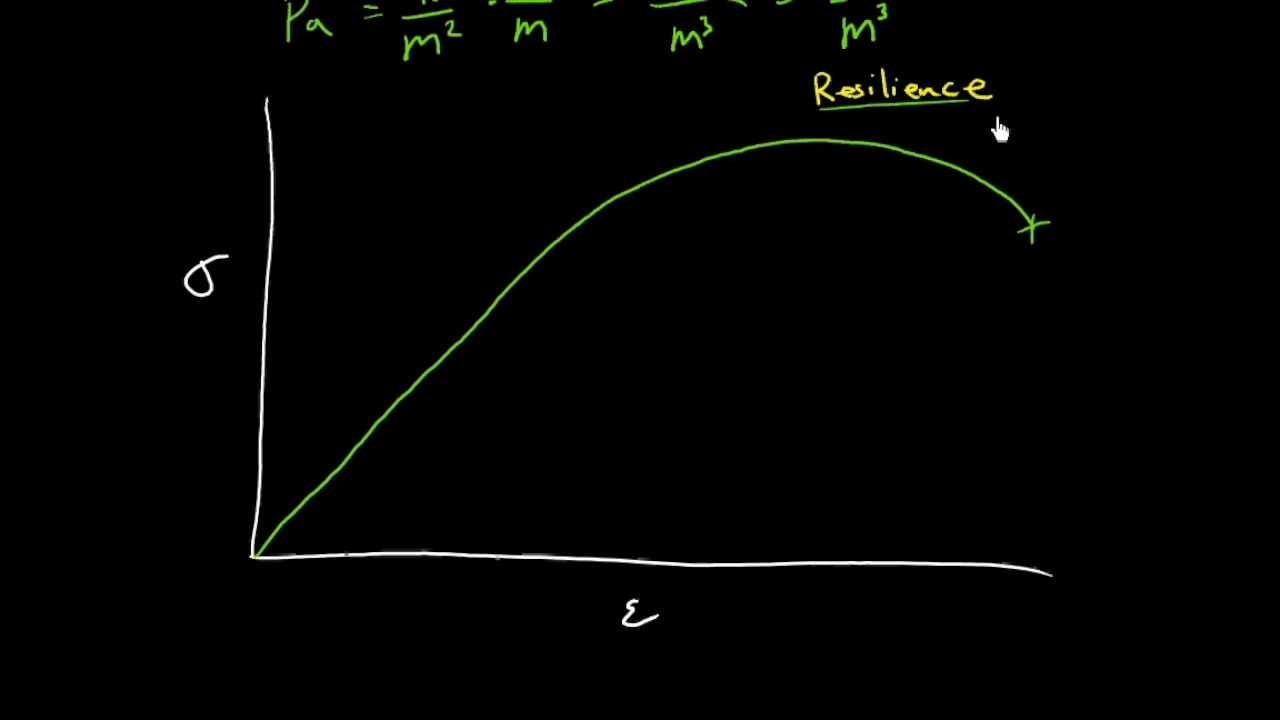 Pa = /m² · /m = /m³ = /m³
Resilience
σ
ε